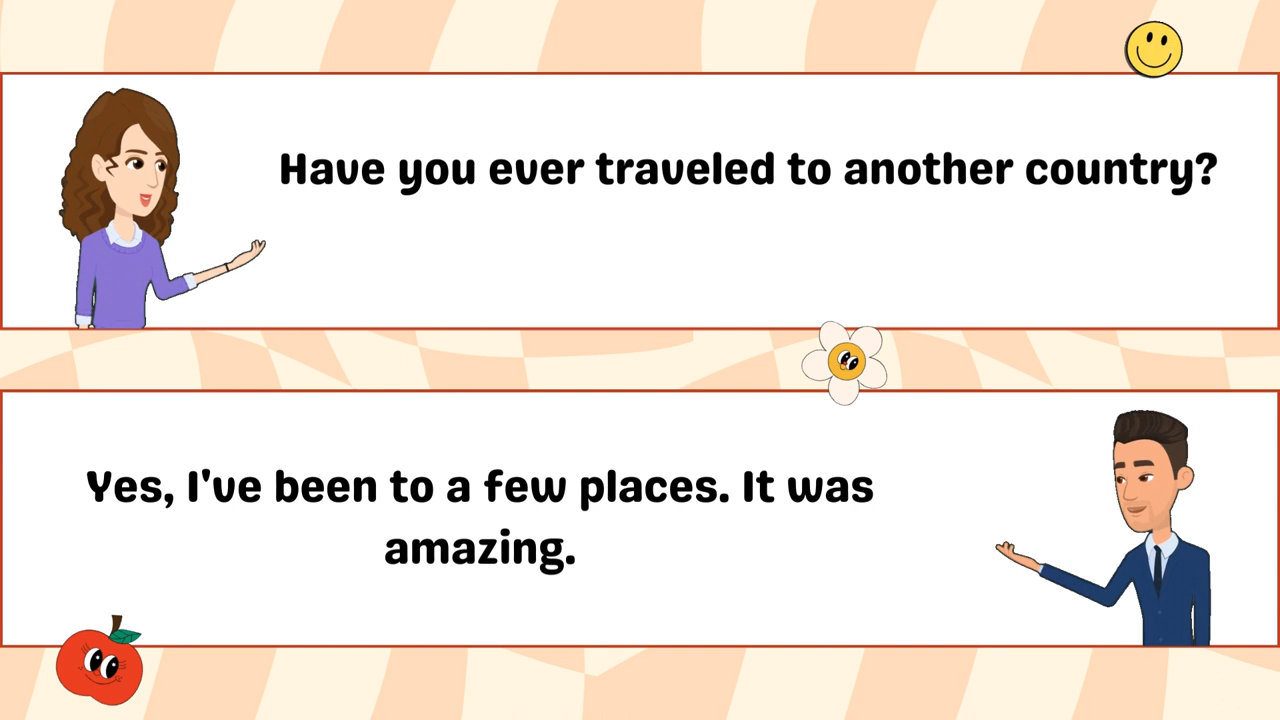 Have you ever traveled to another country?
Yes, I've been to a few places. It was
amazing.